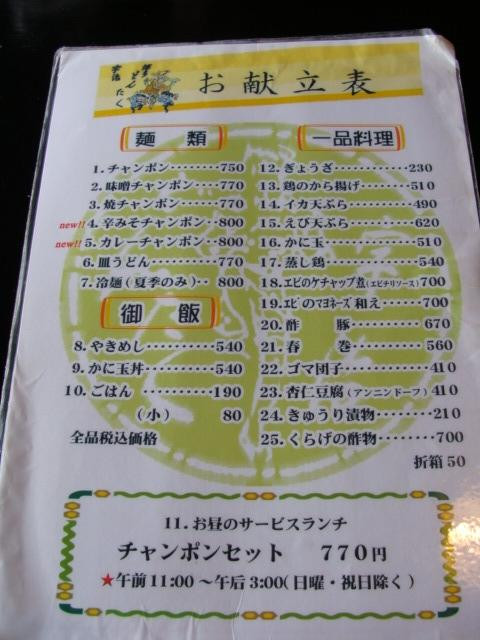 お献立表
麺類
1.チャンポン………750
2.味噌チャンポン……770
3.焼チャンポン………770
new!! 4.辛みそチャンポン…800
new!! 5.カレーチャンポン…800
6.皿うどん…………770
7.冷麺(夏季のみ)‥800
御飯
8.やきめし…………540
9.かに玉丼…………540
10.ごはん …………190
(小) 80
全品税込価格
一品料理
12.ぎょうざ…………230
13.鶏のから揚げ………510
14.イカ天ぷら…………490
15.えび天ぷら…………620
16.かに玉……………510
17.蒸し鶏……………540
18.エビのケチャップ煮(エビチリソース)…700
19.エビのマヨネーズ和え…700
20.酢豚………670
21.春巻………560
22.ゴマ団子…………410
23.杏仁豆腐(アンニンドーフ)410
24.きゅうり漬物………210
25.くらげの酢物………700
折箱50
11.お昼のサービスランチ
チャンポンセット 770円
★午前11:00～午后3:00(日曜・祝日除く)